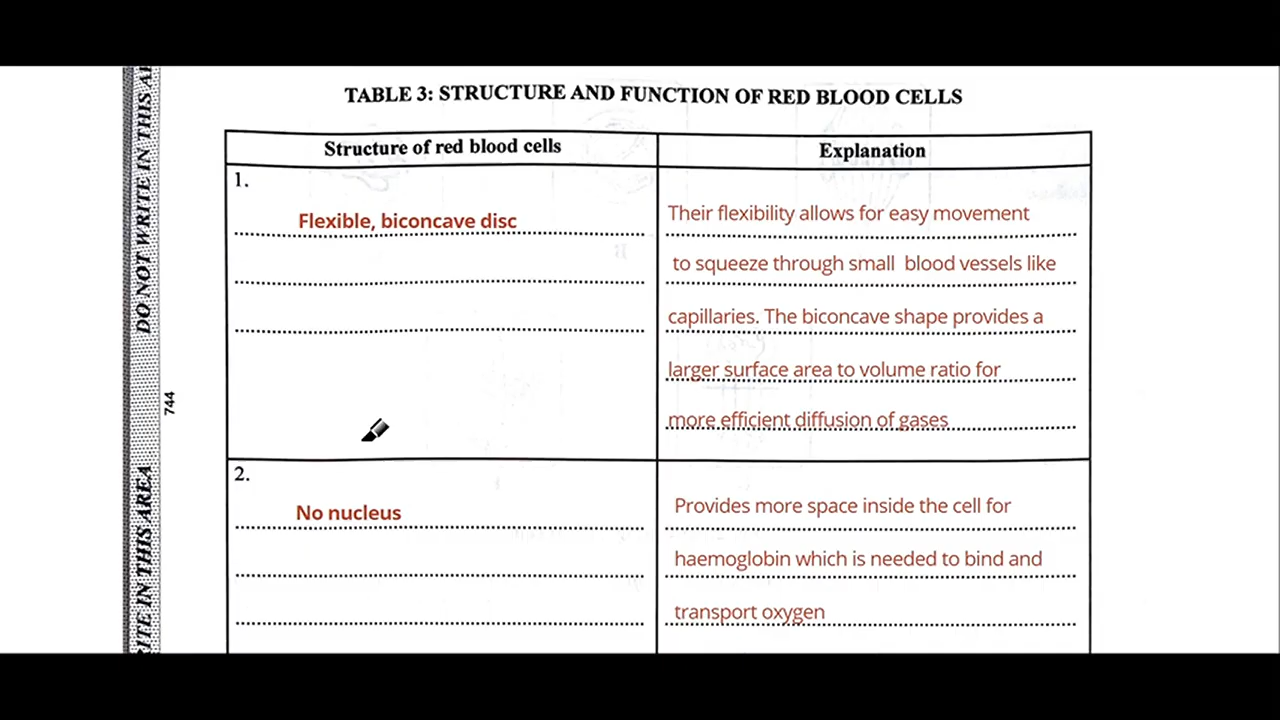 TABLE 3: STRUCTURE AND FUNCTION OF RED BLOOD CELLS
Structure of red blood cells
Explanation
1.
Flexible, biconcave disc
Their flexibility allows for easy movement
to squeeze through small blood vessels like
capillaries. The biconcave shape provides a
larger surface area to volume ratio for
more efficient diffusion of gases
2.
No nucleus
Provides more space inside the cell for
haemoglobin which is needed to bind and
transport oxygen
DO NOT WRITE IN THIS
IN THIS AREA
744